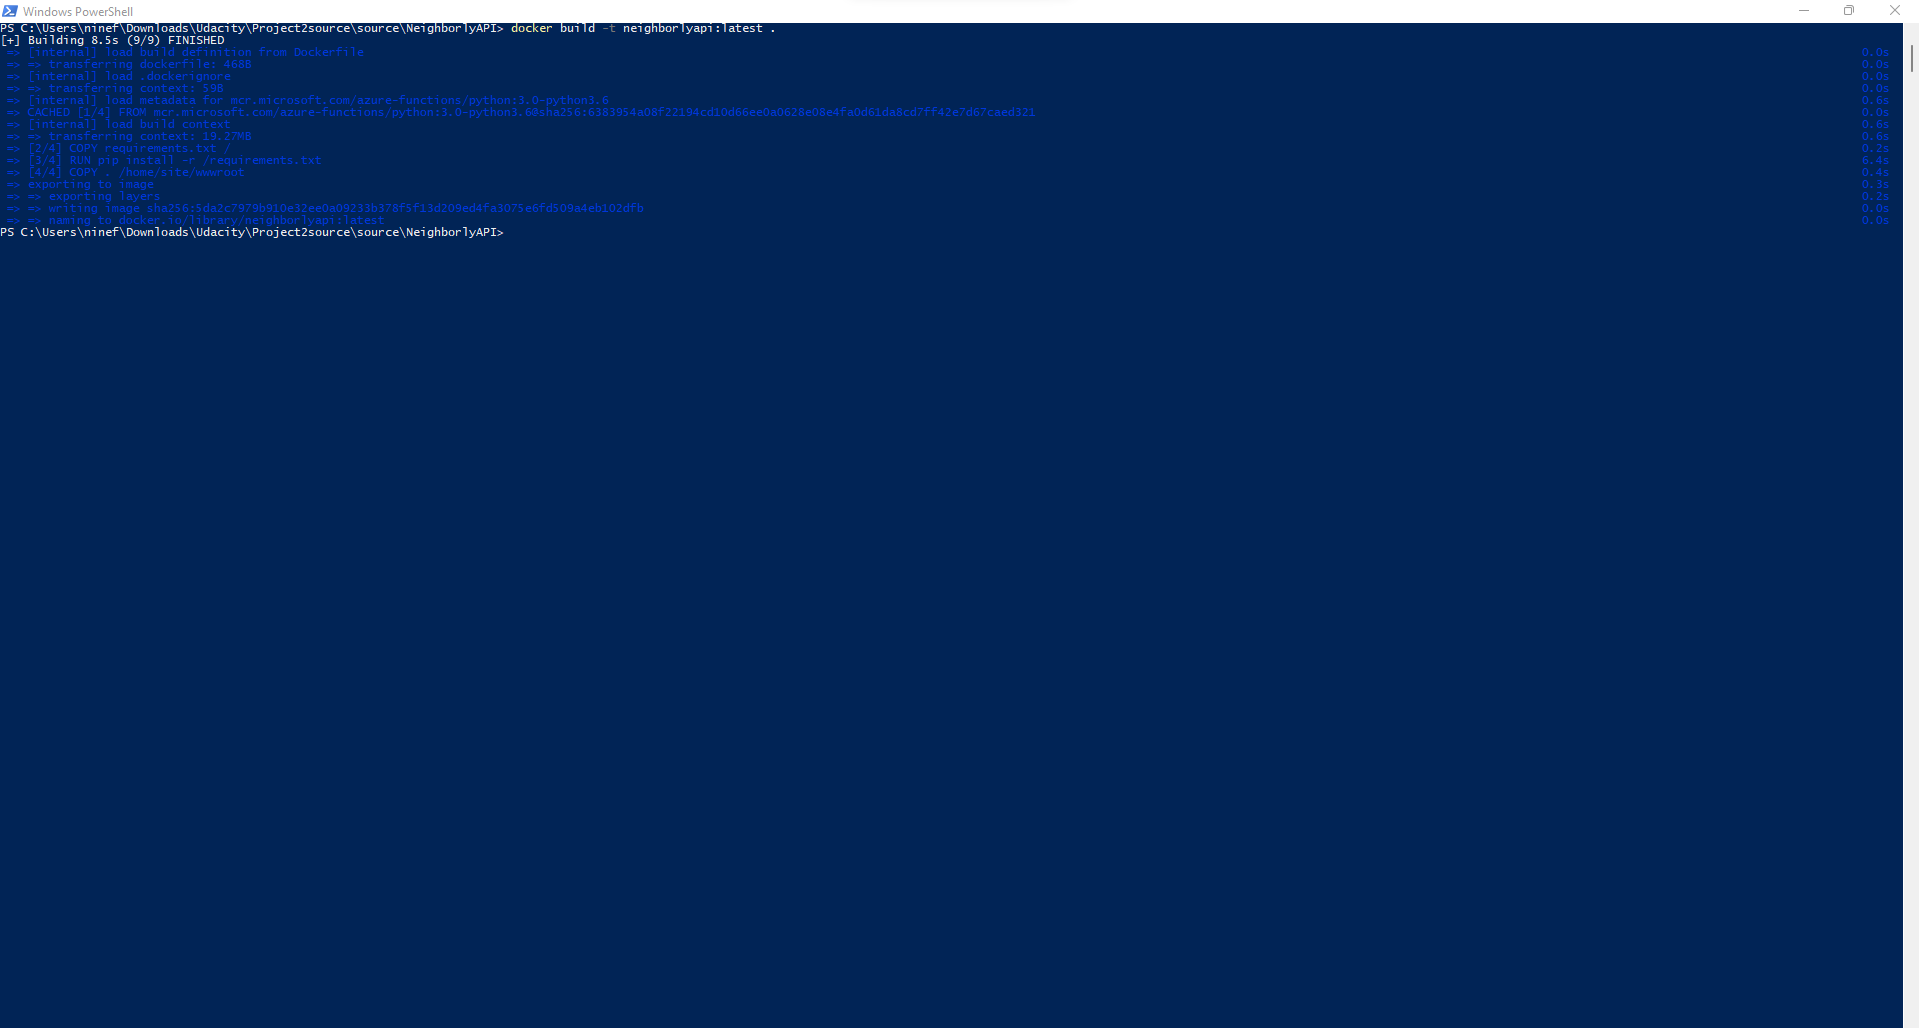 Windows PowerShell
PS C:\Users\ninef\Downloads\Udacity\Project2source\source\NeighborlyAPI> docker build -t neighborlyapi:latest .
[+] Building 8.5s (9/9) FINISHED
=> [internal] load build definition from Dockerfile 0.0s
=> => transferring dockerfile: 468B 0.0s
=> [internal] load .dockerignore 0.0s
=> => transferring context: 59B 0.0s
=> [internal] load metadata for mcr.microsoft.com/azure-functions/python:3.0-python3.6 0.6s
=> CACHED [1/4] FROM mcr.microsoft.com/azure-functions/python:3.0-python3.6@sha256:6383954a08f22194cd10d66ee0a0628e08e4fa0d61da8cd7ff42e7d67caed321 0.0s
=> [internal] load build context 0.6s
=> => transferring context: 19.27MB 0.6s
=> [2/4] COPY requirements.txt / 0.2s
=> [3/4] RUN pip install -r /requirements.txt 6.4s
=> [4/4] COPY . /home/site/wwwroot 0.4s
=> exporting to image 0.3s
=> => exporting layers 0.2s
=> => writing image sha256:5da2c7979b910e32ee0a09233b378f5f13d209ed4fa3075e6fd509a4eb102dfb 0.0s
=> => naming to docker.io/library/neighborlyapi:latest 0.0s
PS C:\Users\ninef\Downloads\Udacity\Project2source\source\NeighborlyAPI>